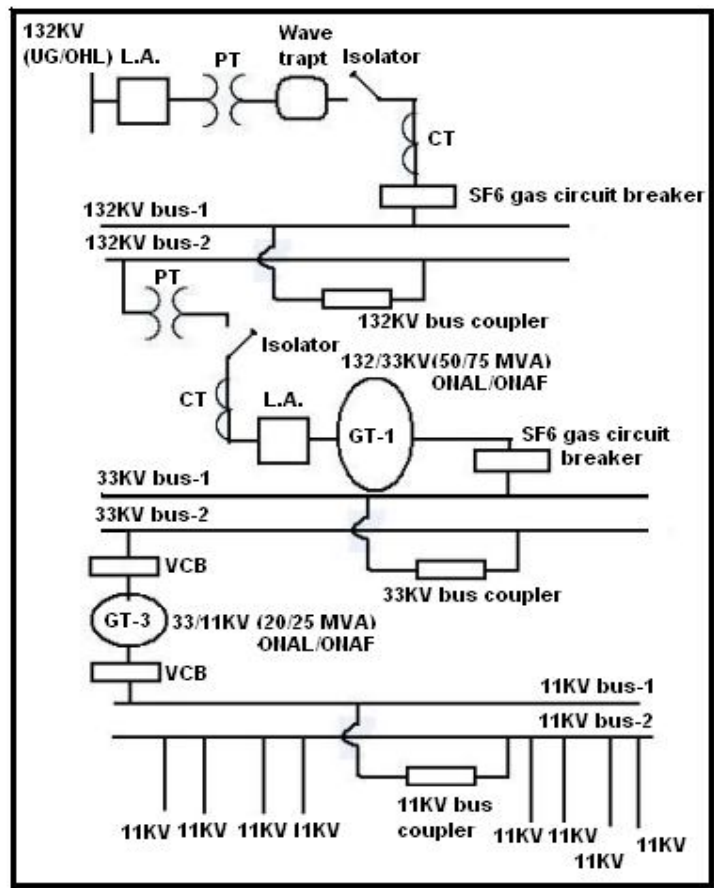 132KV
(UG/OHL)
L.A.
PT
Wave
trapt
Isolator
CT
SF6 gas circuit breaker
132KV bus-1
132KV bus-2
PT
132KV bus coupler
Isolator
132/33KV(50/75 MVA)
ONAL/ONAF
CT
L.A.
GT-1
SF6 gas circuit
breaker
33KV bus-1
33KV bus-2
VCB
33KV bus coupler
GT-3
33/11KV (20/25 MVA)
ONAL/ONAF
VCB
11KV bus-1
11KV bus-2
11KV bus
coupler
11KV
11KV
11KV
11KV
11KV
11KV
11KV
11KV